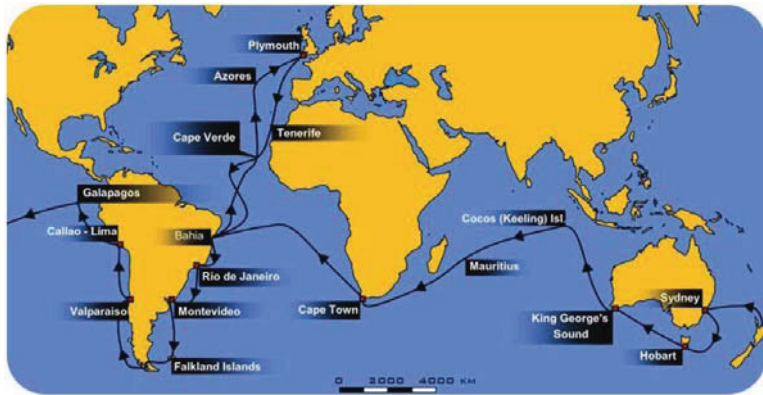 Plymouth
Azores
Cape Verde
Tenerife
Galapagos
Cocos (Keeling) Isl
Callao - Lima
Bahia
Mauritius
Rio de Janeiro
Valparaiso
Montevideo
Cape Town
King George's
Sound
Sydney
Hobart
Falkland Islands
0 2000 4000 KM